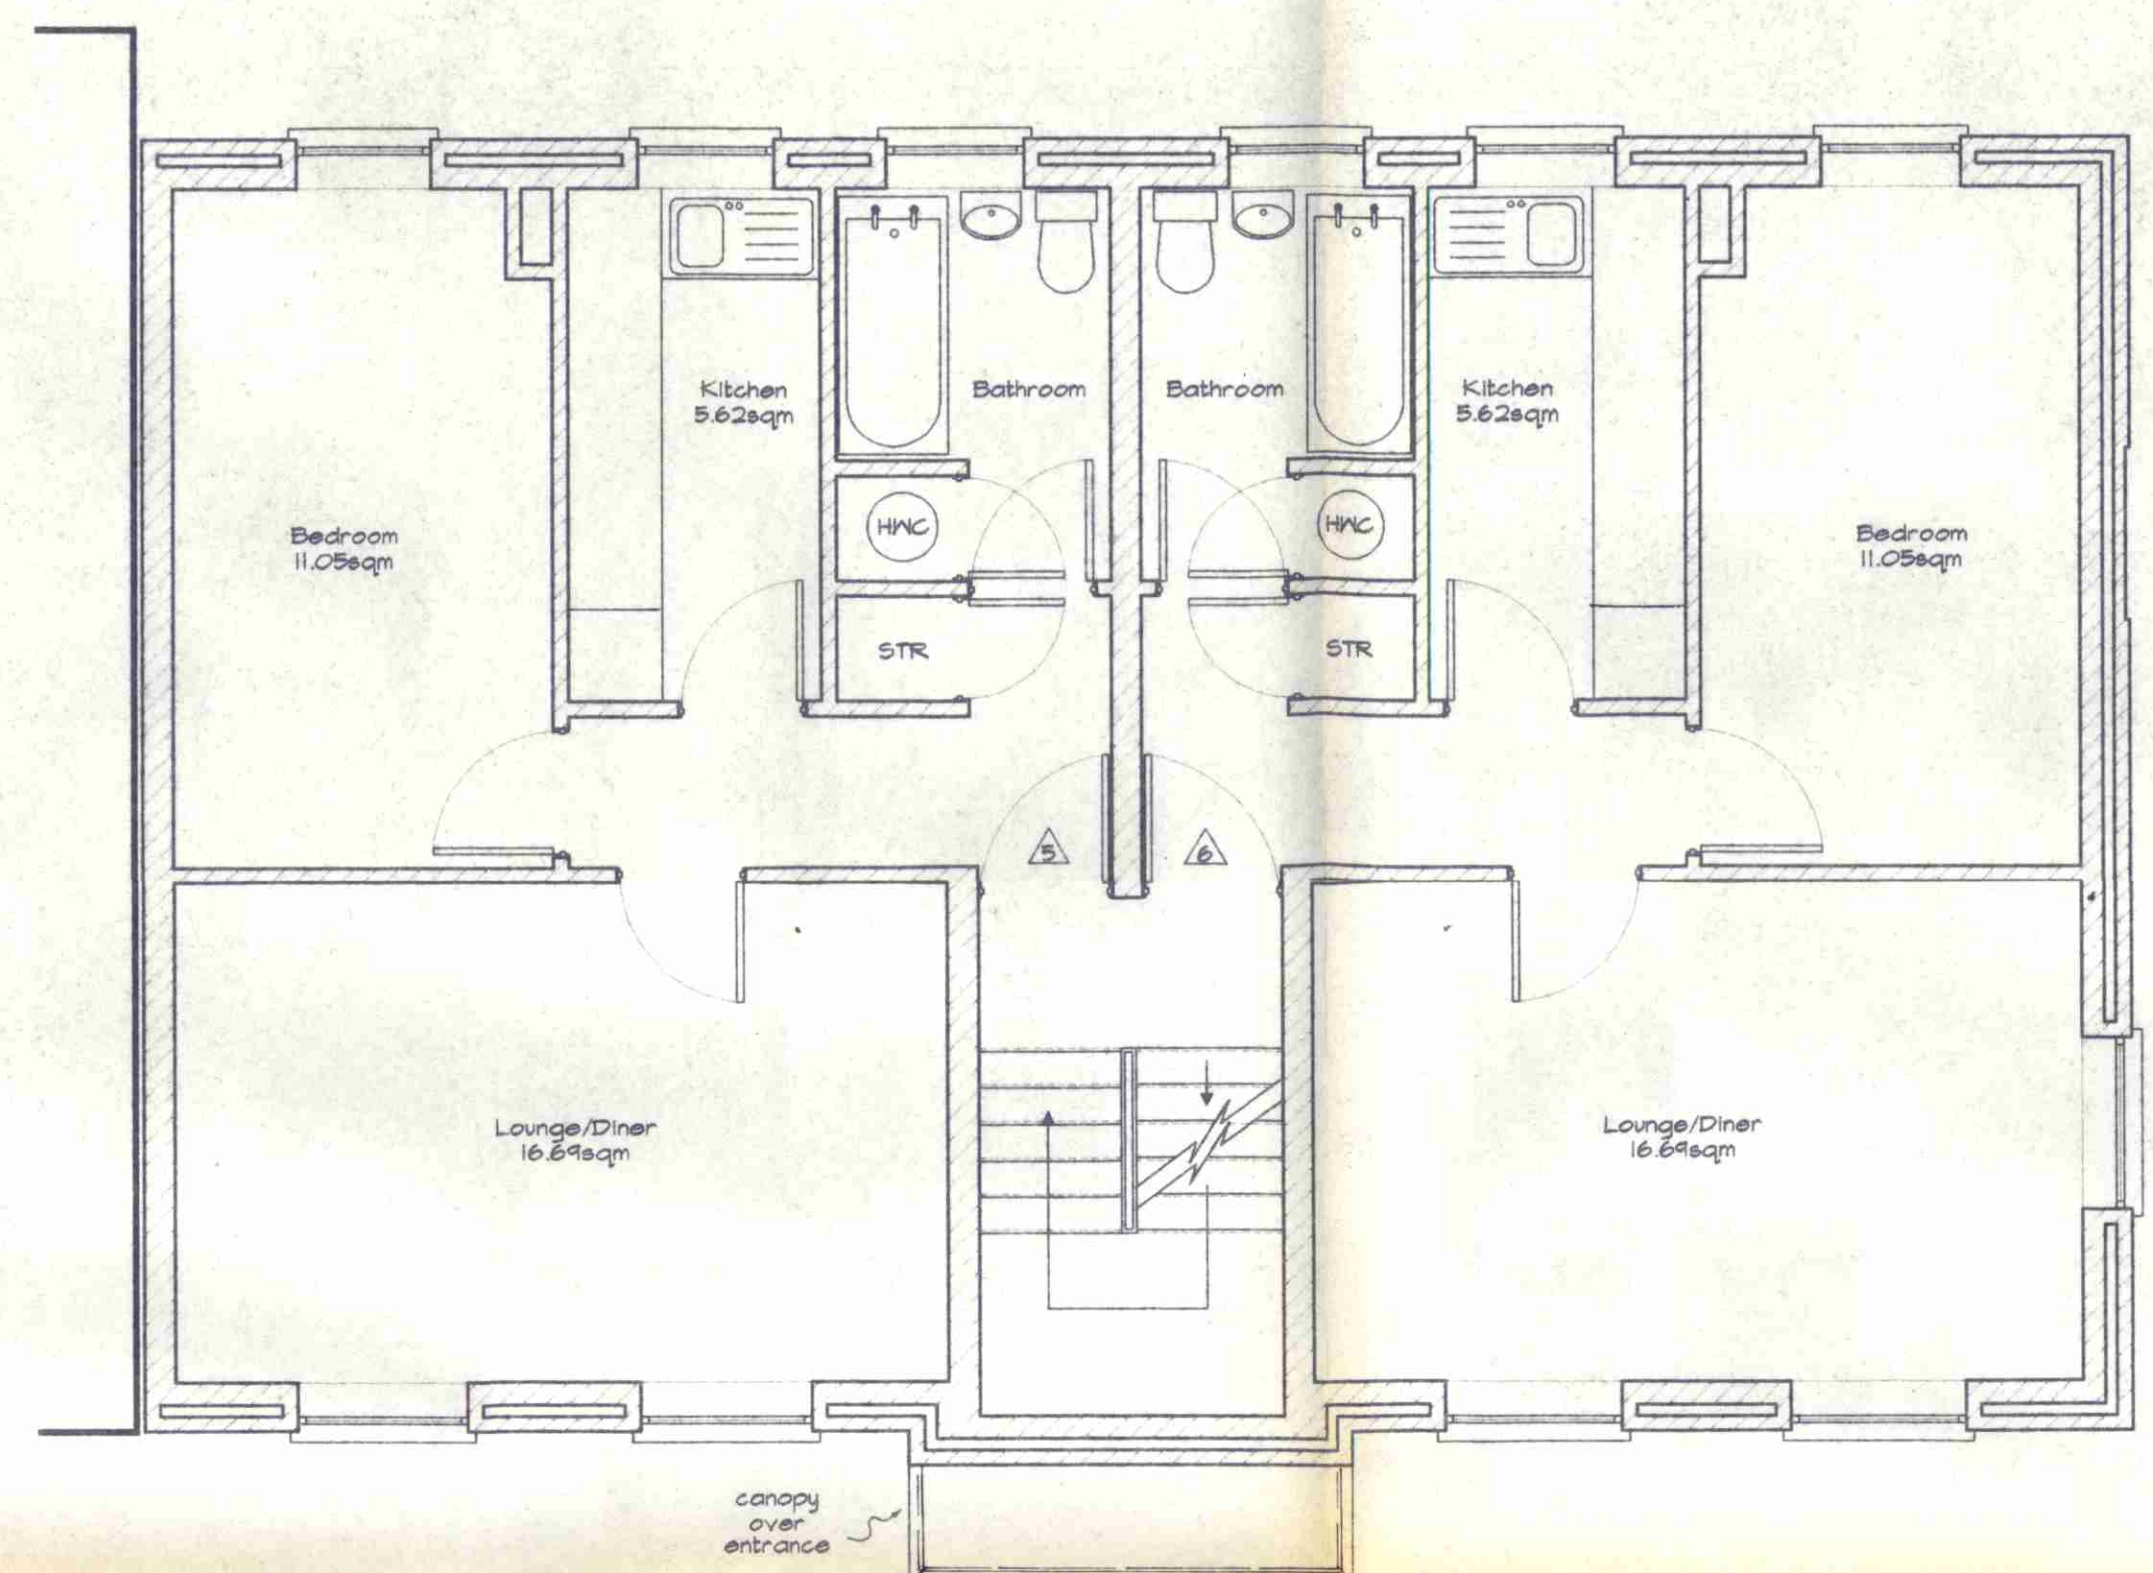 Kitchen
5.62sqm
Bathroom
Bathroom
Kitchen
5.62sqm
Bedroom
11.05sqm
HWC
HWC
Bedroom
11.05sqm
STR
STR
5
6
Lounge/Diner
16.69sqm
Lounge/Diner
16.69sqm
canopy
over
entrance